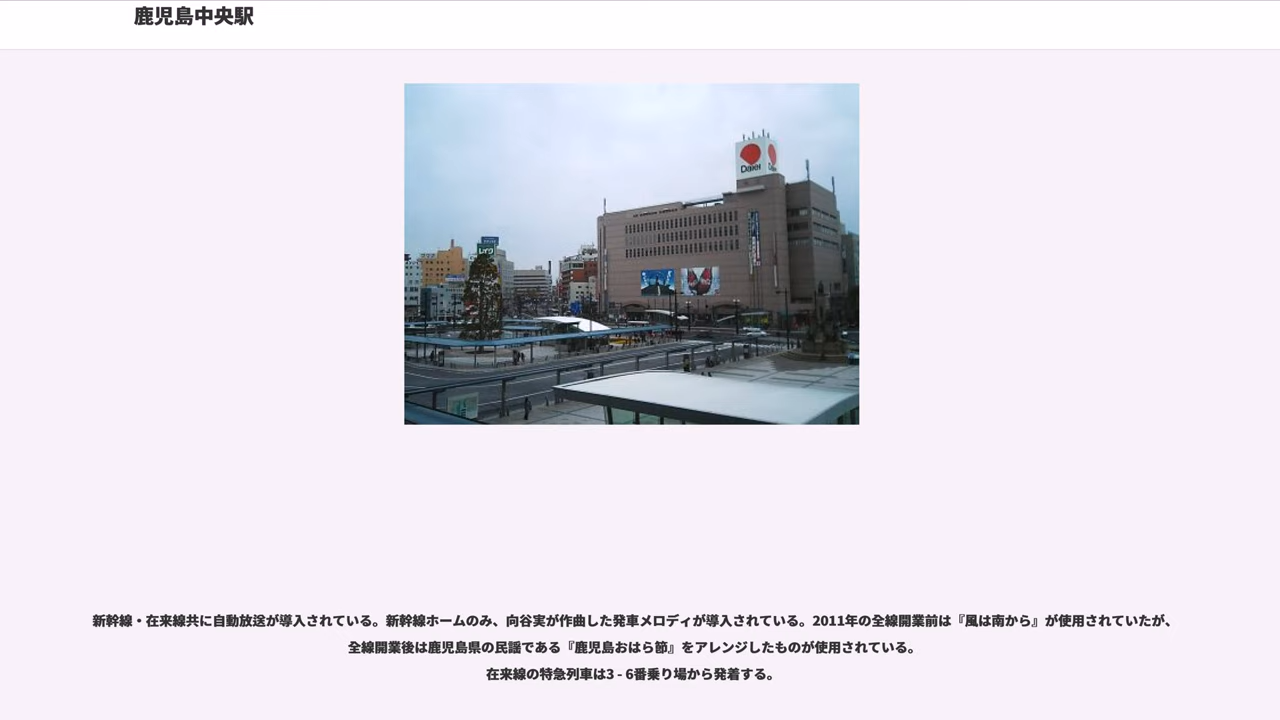 鹿児島中央駅
Daiei
新幹線・在来線共に自動放送が導入されている。新幹線ホームのみ、向谷実が作曲した発車メロディが導入されている。2011年の全線開業前は『風は南から』が使用されていたが、
全線開業後は鹿児島県の民謡である『鹿児島おはら節』をアレンジしたものが使用されている。
在来線の特急列車は3 - 6番乗り場から発着する。